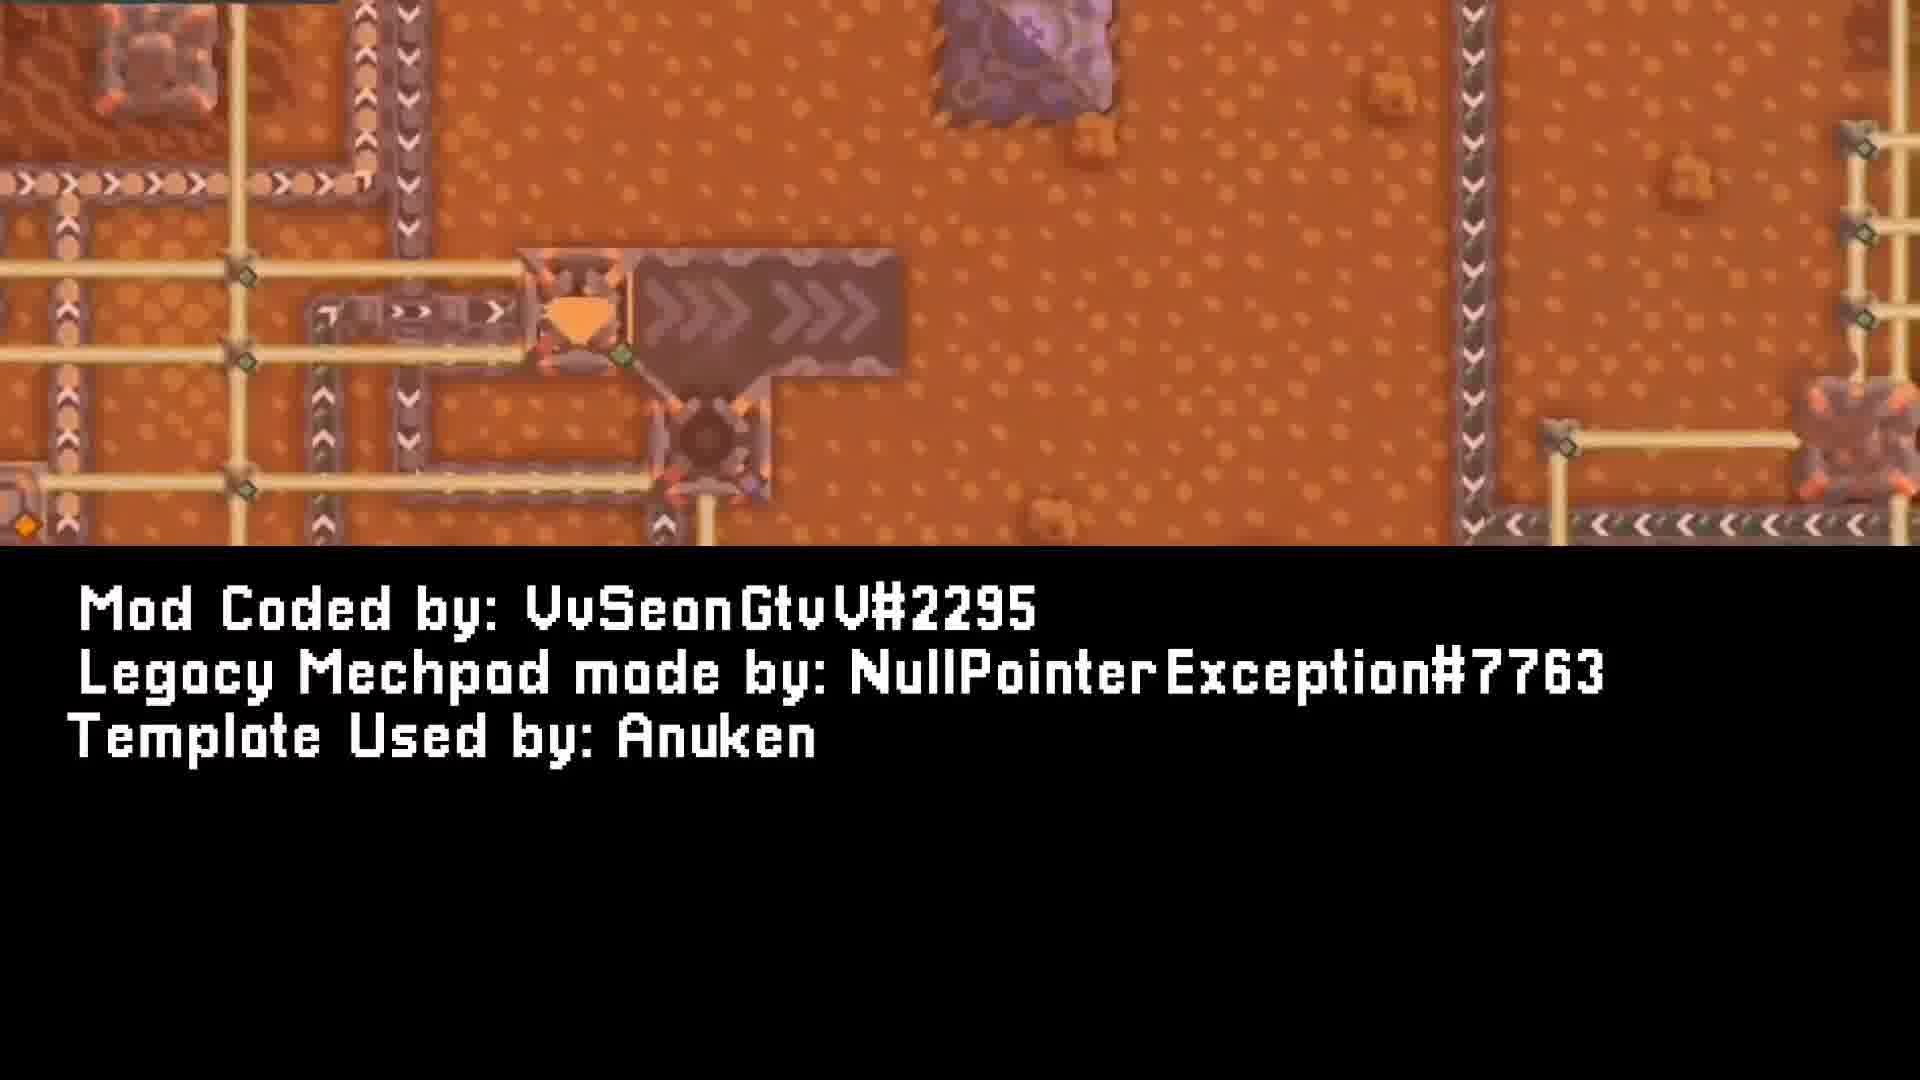 Mod Coded by: VvSeanGtvV#2295
Legacy Mechpad made by: NullPointerException#7763
Template Used by: Anuken